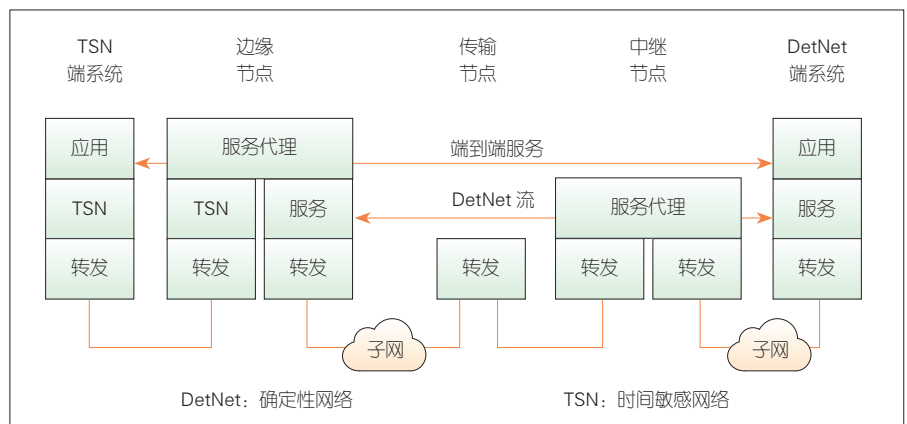 TSN
端系统
边缘
节点
传输
节点
中继
节点
DetNet
端系统
应用
服务代理
端到端服务
应用
TSN
TSN
服务
DetNet 流
服务代理
服务
转发
转发
转发
转发
转发
转发
转发
子网
子网
DetNet：确定性网络
TSN：时间敏感网络